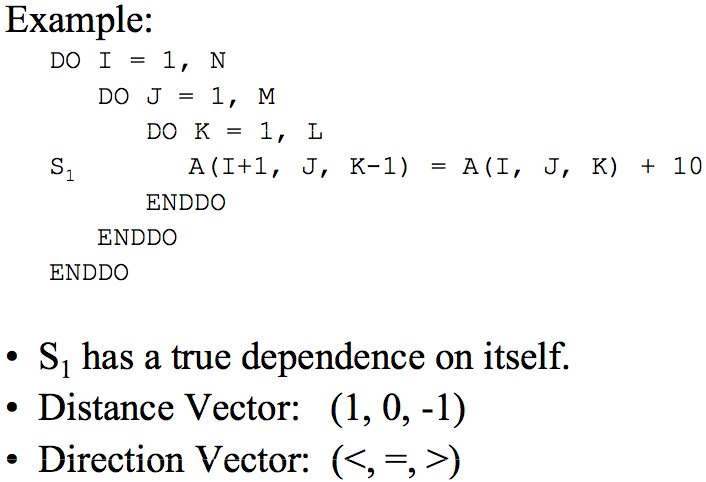 Example:
DO I = 1, N
DO J = 1, M
DO K = 1, L
S₁ A(I+1, J, K-1) = A(I, J, K) + 10
ENDDO
ENDDO
ENDDO
• S₁ has a true dependence on itself.
• Distance Vector: (1, 0, -1)
• Direction Vector: (<, =, >)